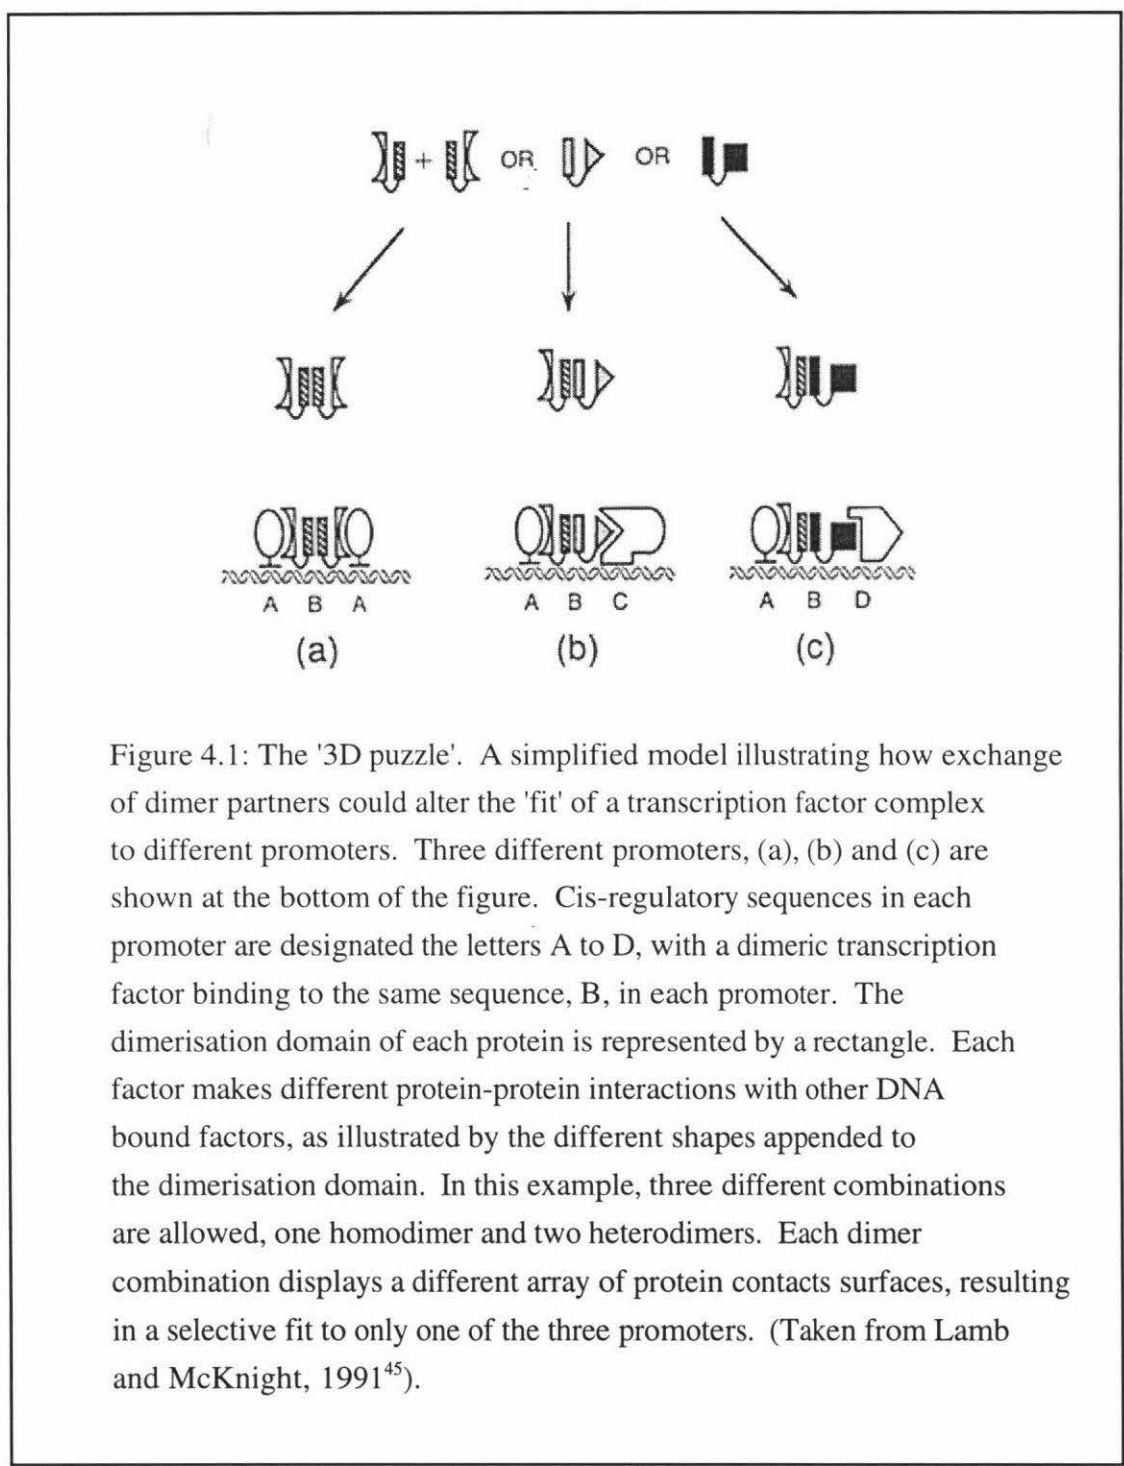 + OR OR
A B A A B C A B D
(a) (b) (c)
Figure 4.1: The '3D puzzle'. A simplified model illustrating how exchange
of dimer partners could alter the 'fit' of a transcription factor complex
to different promoters. Three different promoters, (a), (b) and (c) are
shown at the bottom of the figure. Cis-regulatory sequences in each
promoter are designated the letters A to D, with a dimeric transcription
factor binding to the same sequence, B, in each promoter. The
dimerisation domain of each protein is represented by a rectangle. Each
factor makes different protein-protein interactions with other DNA
bound factors, as illustrated by the different shapes appended to
the dimerisation domain. In this example, three different combinations
are allowed, one homodimer and two heterodimers. Each dimer
combination displays a different array of protein contacts surfaces, resulting
in a selective fit to only one of the three promoters. (Taken from Lamb
and McKnight, 1991⁴⁵).